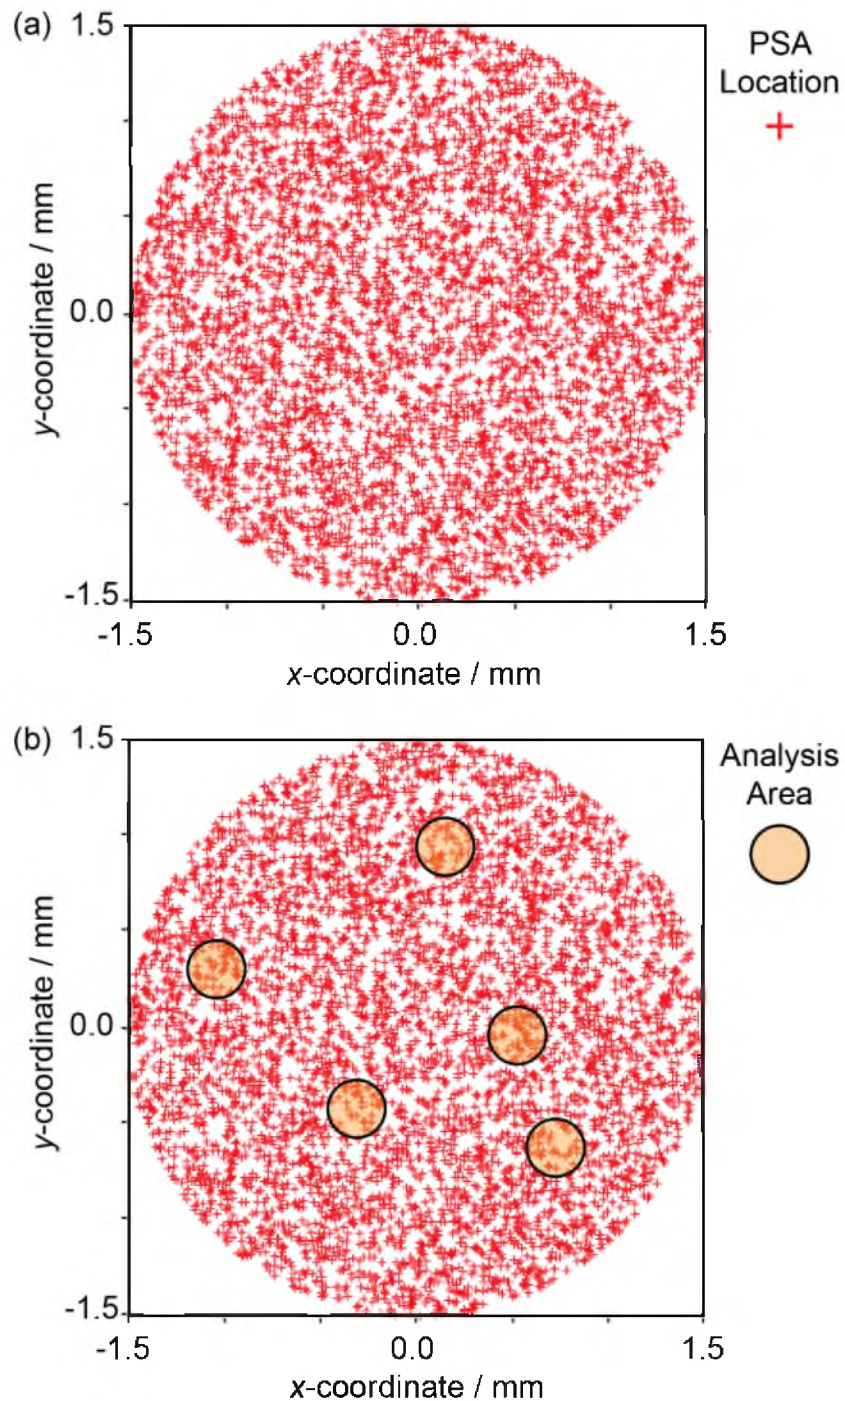 (a)
1.5
PSA
Location
y-coordinate / mm
0.0
-1.5
-1.5 0.0 1.5
x-coordinate / mm
(b)
1.5
Analysis
Area
y-coordinate / mm
0.0
-1.5
-1.5 0.0 1.5
x-coordinate / mm